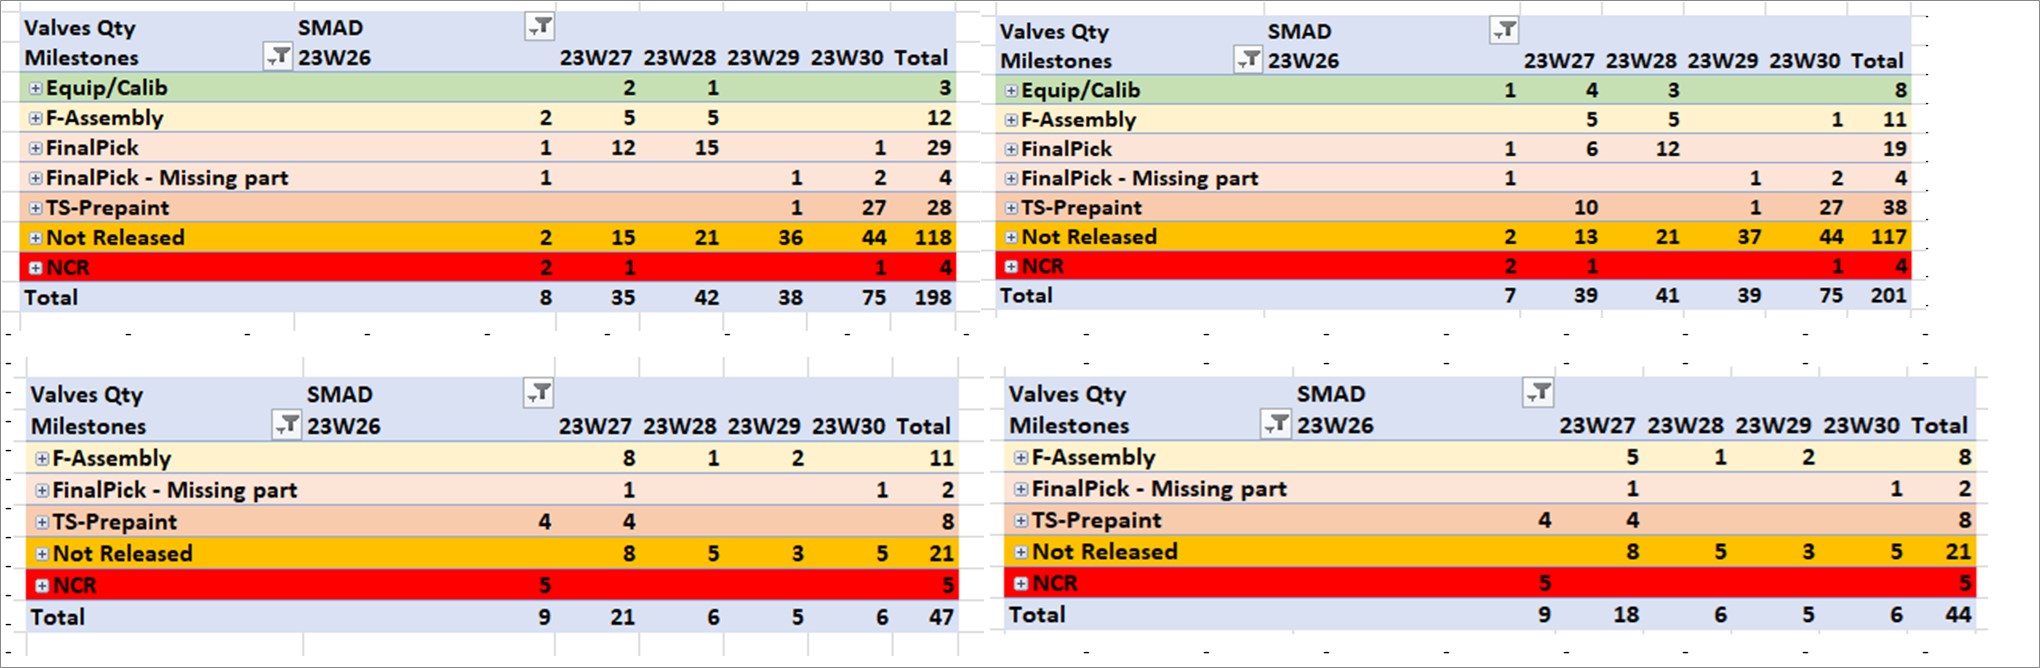 Valves Qty SMAD
Milestones 23W26 23W27 23W28 23W29 23W30 Total
Equip/Calib 2 1 3
F-Assembly 2 5 5 12
FinalPick 1 12 15 1 29
FinalPick - Missing part 1 1 2 4
TS-Prepaint 1 27 28
Not Released 2 15 21 36 44 118
NCR 2 1 1 4
Total 8 35 42 38 75 198
Valves Qty SMAD
Milestones 23W26 23W27 23W28 23W29 23W30 Total
Equip/Calib 1 4 3 8
F-Assembly 5 5 1 11
FinalPick 1 6 12 19
FinalPick - Missing part 1 1 2 4
TS-Prepaint 10 1 27 38
Not Released 2 13 21 37 44 117
NCR 2 1 1 4
Total 7 39 41 39 75 201
Valves Qty SMAD
Milestones 23W26 23W27 23W28 23W29 23W30 Total
F-Assembly 8 1 2 11
FinalPick - Missing part 1 1 2
TS-Prepaint 4 4 8
Not Released 8 5 3 5 21
NCR 5 5
Total 9 21 6 5 6 47
Valves Qty SMAD
Milestones 23W26 23W27 23W28 23W29 23W30 Total
F-Assembly 5 1 2 8
FinalPick - Missing part 1 1 2
TS-Prepaint 4 4 8
Not Released 8 5 3 5 21
NCR 5 5
Total 9 18 6 5 6 44